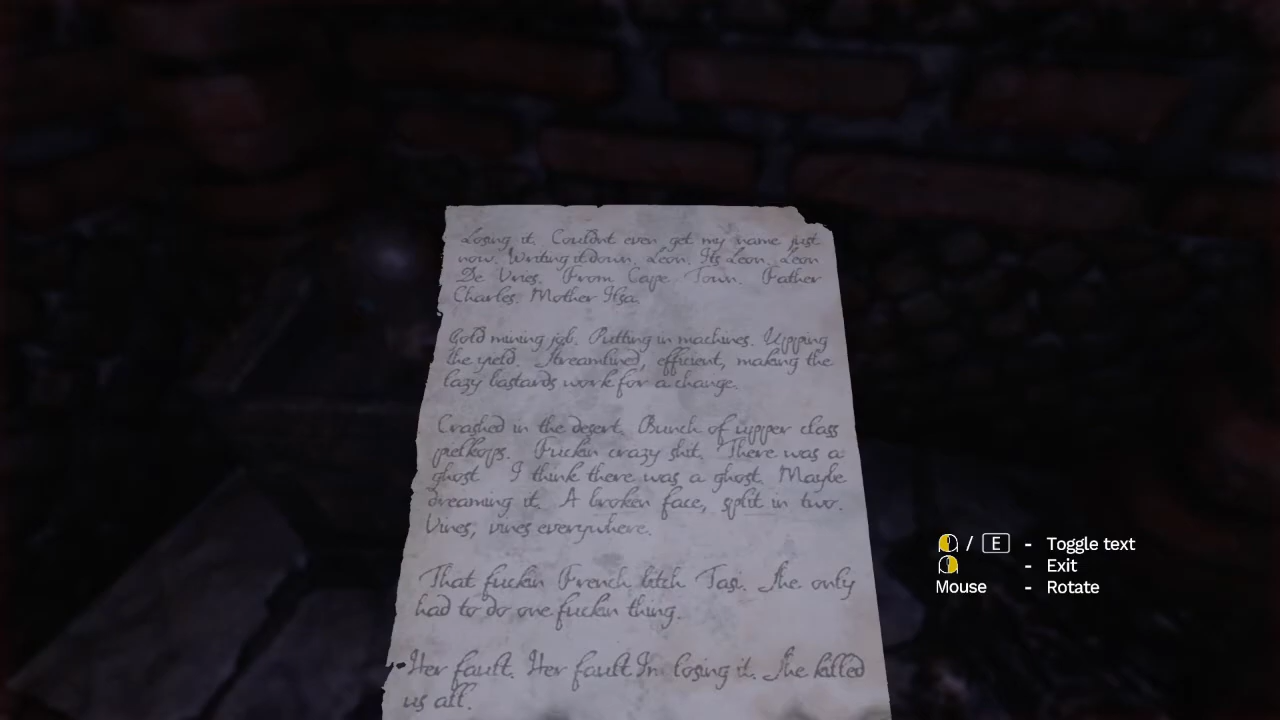 Losing it. Couldnt even get my name just
now. Writing it down. Leon. Its Leon. Leon
De Vries. From Cape Town. Father
Charles. Mother Ilsa.
Gold mining job. Putting in machines. Upping
the yield. Streamlined, efficient, making the
lazy bastards work for a change.
Crashed in the desert. Bunch of upper class
pielkops. Fuckin crazy shit. There was a
ghost. I think there was a ghost. Maybe
dreaming it. A broken face, split in two.
Vines, vines everywhere.
That fuckin French bitch Tasi. She only
had to do one fuckin thing.
Her fault. Her fault Im losing it. She killed
us all.
/ E - Toggle text
- Exit
Mouse - Rotate